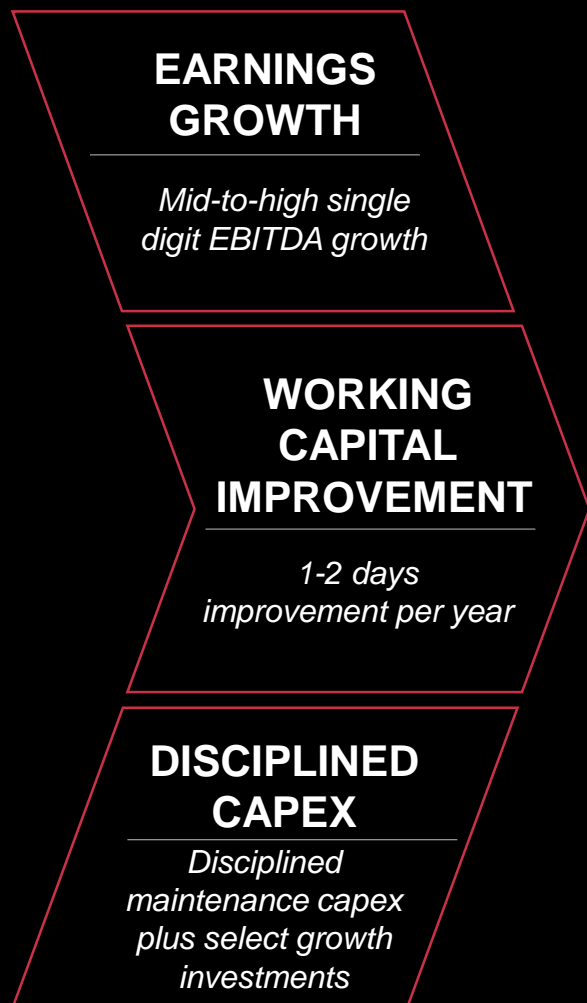 EARNINGS
GROWTH
Mid-to-high single
digit EBITDA growth
WORKING
CAPITAL
IMPROVEMENT
1-2 days
improvement per year
DISCIPLINED
CAPEX
Disciplined
maintenance capex
plus select growth
investments